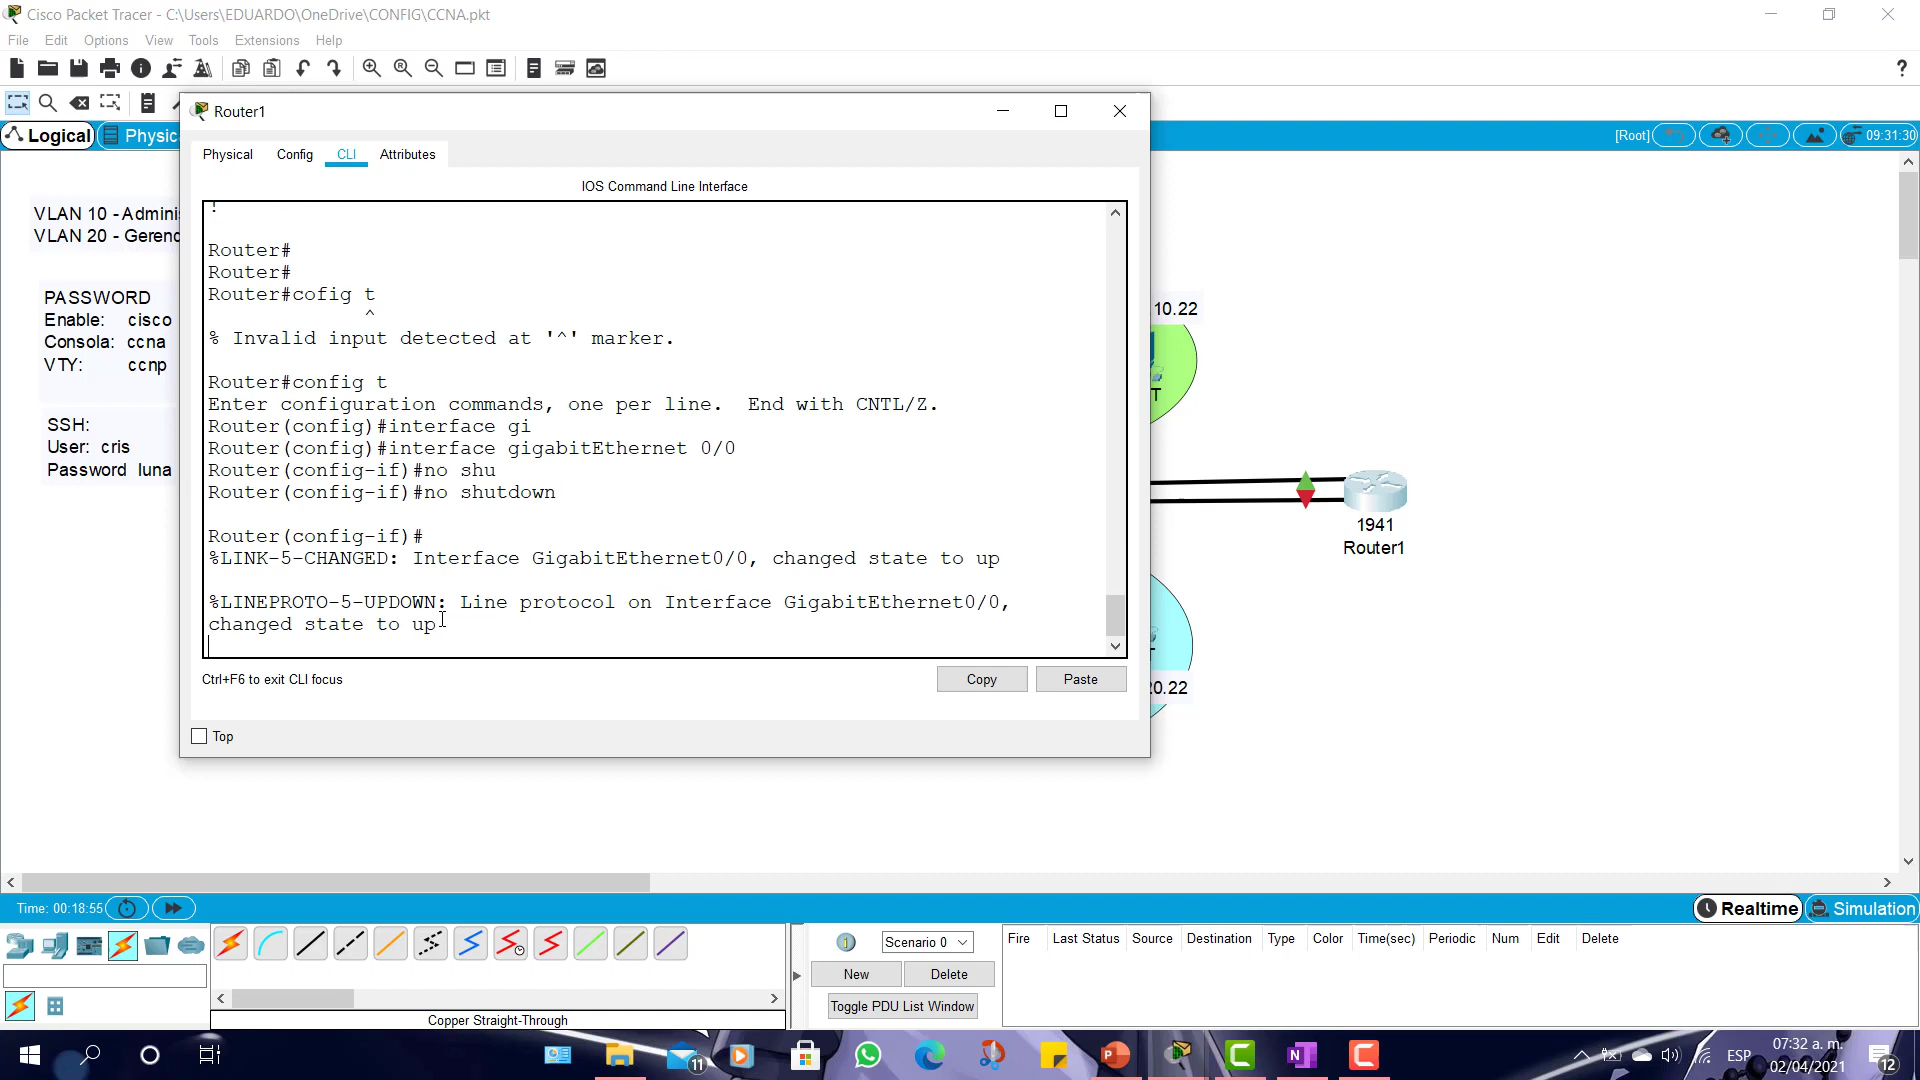 Cisco Packet Tracer - C:\Users\EDUARDO\OneDrive\CONFIG\CCNA.pkt
File Edit Options View Tools Extensions Help
?
Router1
Logical
Physic
[Root]
09:31:30
Physical Config CLI Attributes
IOS Command Line Interface
VLAN 10 - Admini
VLAN 20 - Geren
PASSWORD
Enable: cisco
Consola: ccna
VTY: ccnp
SSH:
User: cris
Password luna
!
Router#
Router#
Router#cofig t
^
% Invalid input detected at '^' marker.
Router#config t
Enter configuration commands, one per line. End with CNTL/Z.
Router(config)#interface gi
Router(config)#interface gigabitEthernet 0/0
Router(config-if)#no shu
Router(config-if)#no shutdown
Router(config-if)#
%LINK-5-CHANGED: Interface GigabitEthernet0/0, changed state to up
%LINEPROTO-5-UPDOWN: Line protocol on Interface GigabitEthernet0/0,
changed state to up
Ctrl+F6 to exit CLI focus
Copy Paste
Top
10.22
T
1941
Router1
20.22
Time: 00:18:55
Realtime Simulation
Scenario 0
New Delete
Toggle PDU List Window
Fire Last Status Source Destination Type Color Time(sec) Periodic Num Edit Delete
Copper Straight-Through
11
ESP
07:32 a. m.
02/04/2021
12